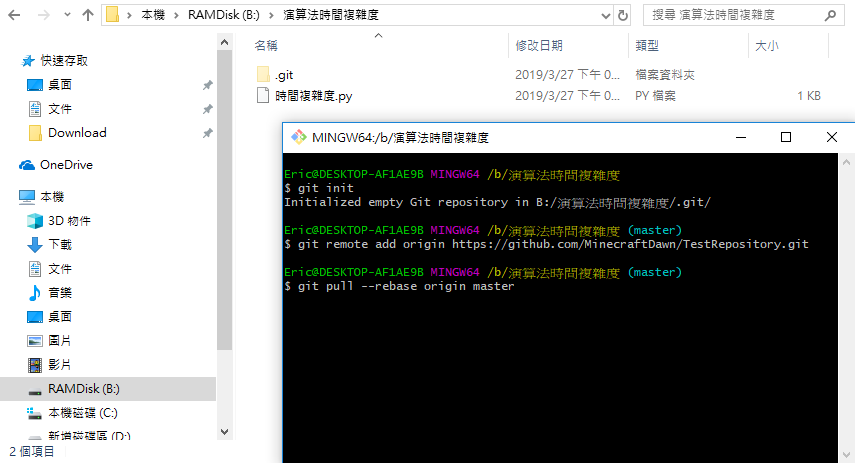 本機 › RAMDisk (B:) › 演算法時間複雜度
搜尋 演算法時間複雜度
快速存取
桌面
文件
Download
OneDrive
本機
3D 物件
下載
文件
音樂
桌面
圖片
影片
RAMDisk (B:)
本機磁碟 (C:)
新增磁碟區 (D:)
2 個項目
名稱 修改日期 類型 大小
.git 2019/3/27 下午 0... 檔案資料夾
時間複雜度.py 2019/3/27 下午 0... PY 檔案 1 KB
MINGW64:/b/演算法時間複雜度
Eric@DESKTOP-AF1AE9B MINGW64 /b/演算法時間複雜度
$ git init
Initialized empty Git repository in B:/演算法時間複雜度/.git/
Eric@DESKTOP-AF1AE9B MINGW64 /b/演算法時間複雜度 (master)
$ git remote add origin https://github.com/MinecraftDawn/TestRepository.git
Eric@DESKTOP-AF1AE9B MINGW64 /b/演算法時間複雜度 (master)
$ git pull --rebase origin master